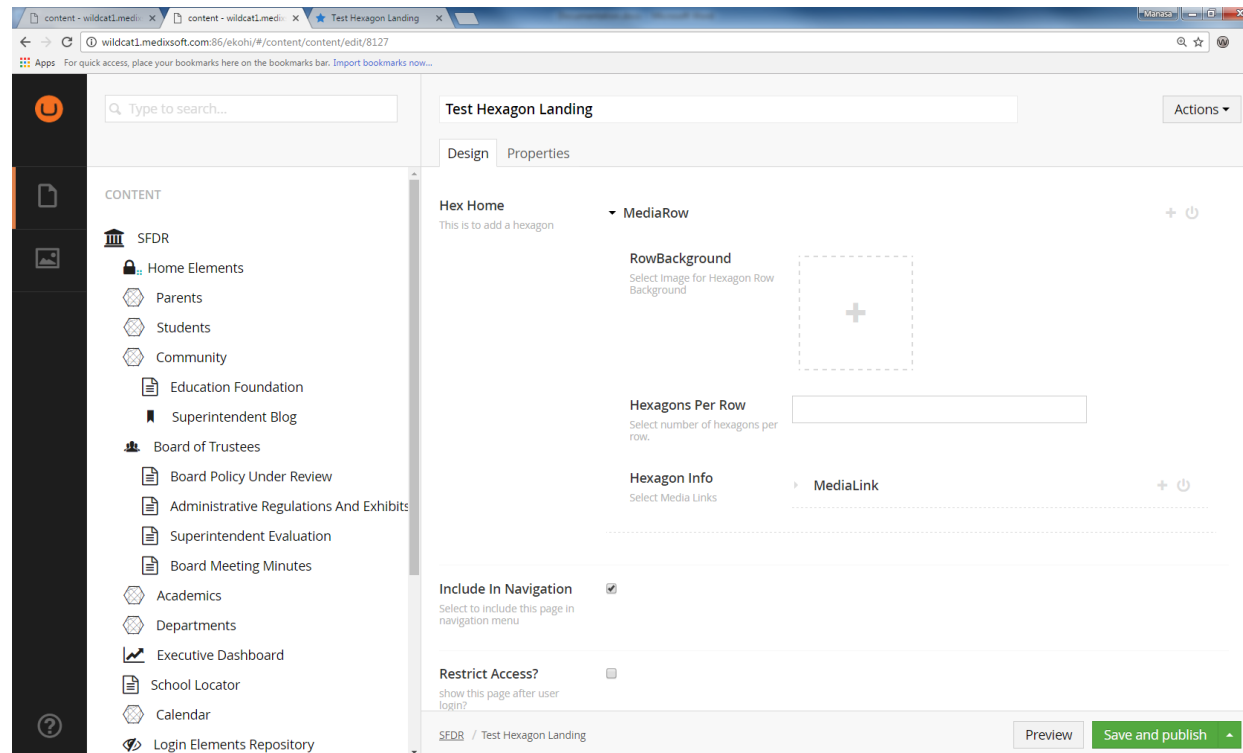 content - wildcat1.medix
content - wildcat1.medix
Test Hexagon Landing
Manasa
wildcat1.medixsoft.com:86/ekohi/#/content/content/edit/8127
Apps For quick access, place your bookmarks here on the bookmarks bar. Import bookmarks now...
Type to search...
Test Hexagon Landing
Actions
Design Properties
CONTENT
SFDR
Home Elements
Parents
Students
Community
Education Foundation
Superintendent Blog
Board of Trustees
Board Policy Under Review
Administrative Regulations And Exhibits
Superintendent Evaluation
Board Meeting Minutes
Academics
Departments
Executive Dashboard
School Locator
Calendar
Login Elements Repository
Hex Home
This is to add a hexagon
MediaRow
RowBackground
Select Image for Hexagon Row
Background
Hexagons Per Row
Select number of hexagons per
row.
Hexagon Info
Select Media Links
MediaLink
Include In Navigation
Select to include this page in
navigation menu
Restrict Access?
show this page after user
login?
SFDR / Test Hexagon Landing
Preview
Save and publish